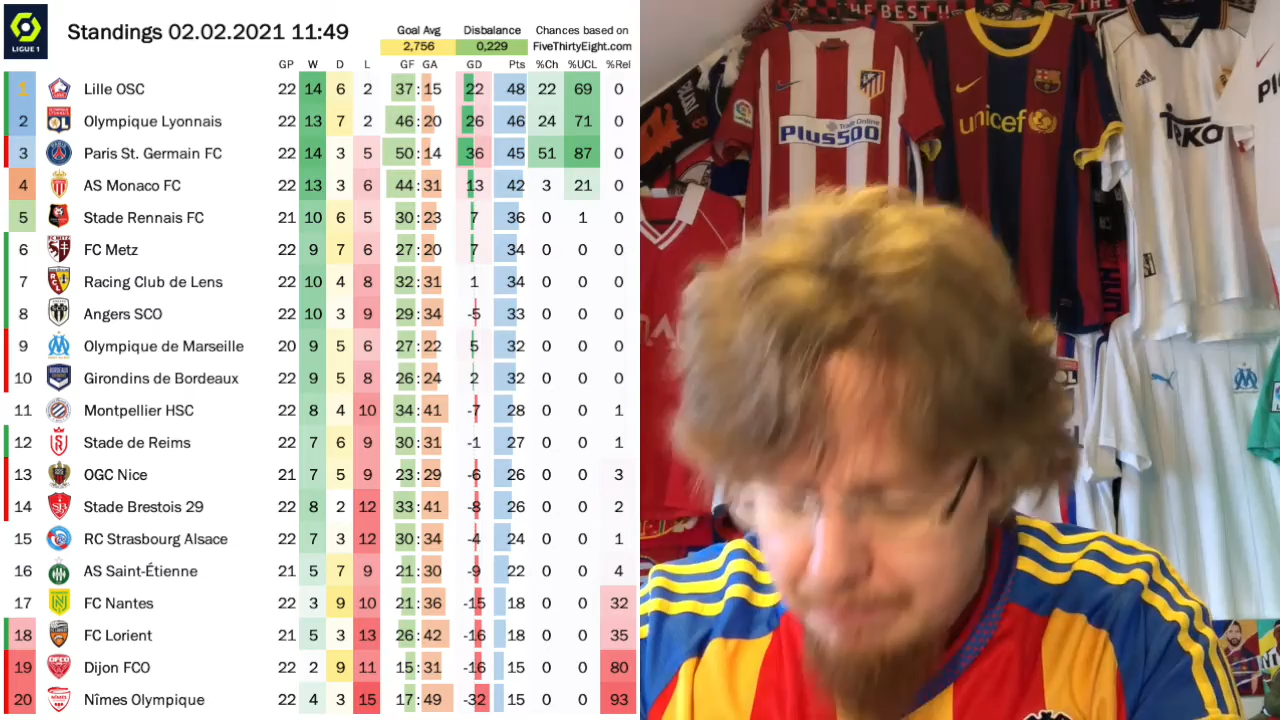 LIGUE 1
Standings 02.02.2021 11:49
Goal Avg Disbalance Chances based on
2,756 0,229 FiveThirtyEight.com
GP W D L GF GA GD Pts %Ch %UCL %Rel
1 Lille OSC 22 14 6 2 37:15 22 48 22 69 0
2 Olympique Lyonnais 22 13 7 2 46:20 26 46 24 71 0
3 Paris St. Germain FC 22 14 3 5 50:14 36 45 51 87 0
4 AS Monaco FC 22 13 3 6 44:31 13 42 3 21 0
5 Stade Rennais FC 21 10 6 5 30:23 7 36 0 1 0
6 FC Metz 22 9 7 6 27:20 7 34 0 0 0
7 Racing Club de Lens 22 10 4 8 32:31 1 34 0 0 0
8 Angers SCO 22 10 3 9 29:34 -5 33 0 0 0
9 Olympique de Marseille 20 9 5 6 27:22 5 32 0 0 0
10 Girondins de Bordeaux 22 9 5 8 26:24 2 32 0 0 0
11 Montpellier HSC 22 8 4 10 34:41 -7 28 0 0 1
12 Stade de Reims 22 7 6 9 30:31 -1 27 0 0 1
13 OGC Nice 21 7 5 9 23:29 -6 26 0 0 3
14 Stade Brestois 29 22 8 2 12 33:41 -8 26 0 0 2
15 RC Strasbourg Alsace 22 7 3 12 30:34 -4 24 0 0 1
16 AS Saint-Étienne 21 5 7 9 21:30 -9 22 0 0 4
17 FC Nantes 22 3 9 10 21:36 -15 18 0 0 32
18 FC Lorient 21 5 3 13 26:42 -16 18 0 0 35
19 Dijon FCO 22 2 9 11 15:31 -16 15 0 0 80
20 Nîmes Olympique 22 4 3 15 17:49 -32 15 0 0 93
THE BEST !!
Trade Online
Plus500
unicef